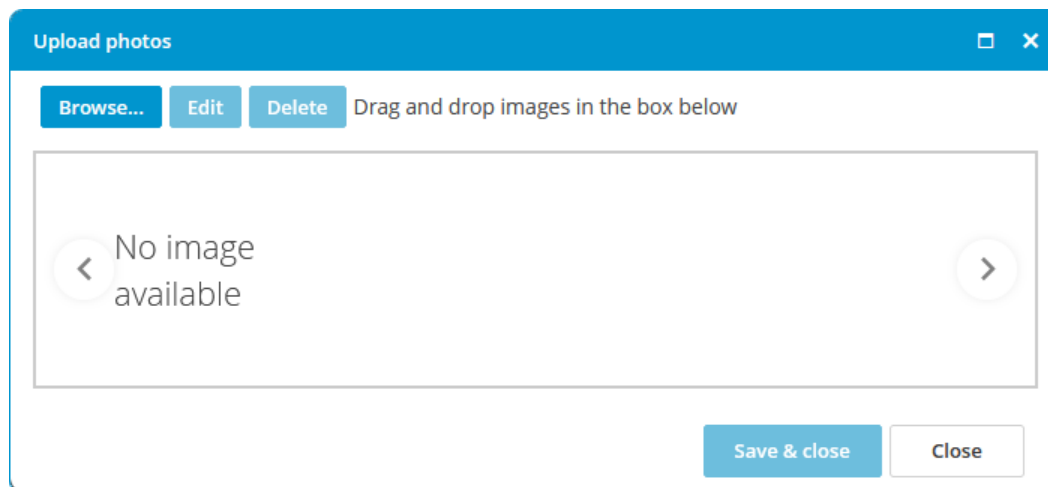 Upload photos
Browse... Edit Delete Drag and drop images in the box below
No image
available
Save & close Close